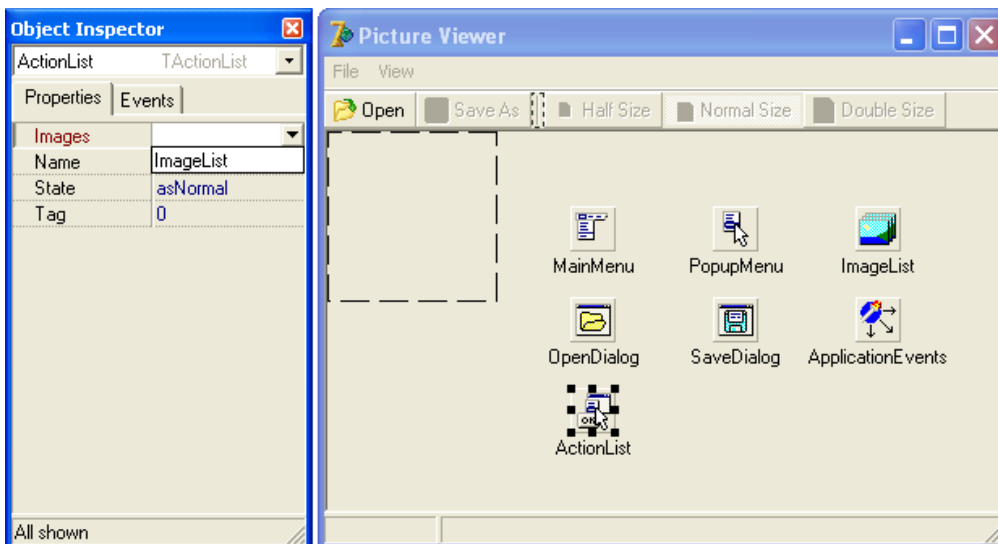 Object Inspector
ActionList TActionList
Properties Events
Images
ImageList
Name
State asNormal
Tag 0
All shown
Picture Viewer
File View
Open Save As Half Size Normal Size Double Size
MainMenu PopupMenu ImageList
OpenDialog SaveDialog ApplicationEvents
OK
ActionList